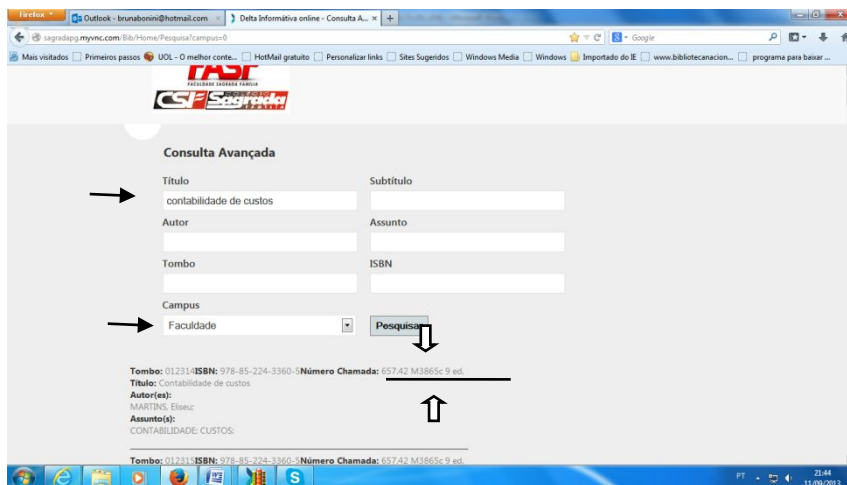 Firefox
Outlook - brunabonini@hotmail.com
Delta Informátiva online - Consulta A...
sagradapg.myvnc.com/Bib/Home/Pesquisa?campus=0
Google
Mais visitados Primeiros passos UOL - O melhor conte... HotMail gratuito Personalizar links Sites Sugeridos Windows Media Windows Importado do IE www.bibliotecanacion... programa para baixar ...
FASF
FACULDADE SAGRADA FAMÍLIA
CSF Sagrada
Consulta Avançada
Título Subtítulo
contabilidade de custos
Autor Assunto
Tombo ISBN
Campus
Faculdade Pesquisar
Tombo: 012314ISBN: 978-85-224-3360-5Número Chamada: 657.42 M3865c 9 ed.
Título: Contabilidade de custos
Autor(es):
MARTINS, Eliseu;
Assunto(s):
CONTABILIDADE; CUSTOS;
Tombo: 012315ISBN: 978-85-224-3360-5Número Chamada: 657.42 M3865c 9 ed.
PT 21:44
11/09/2013